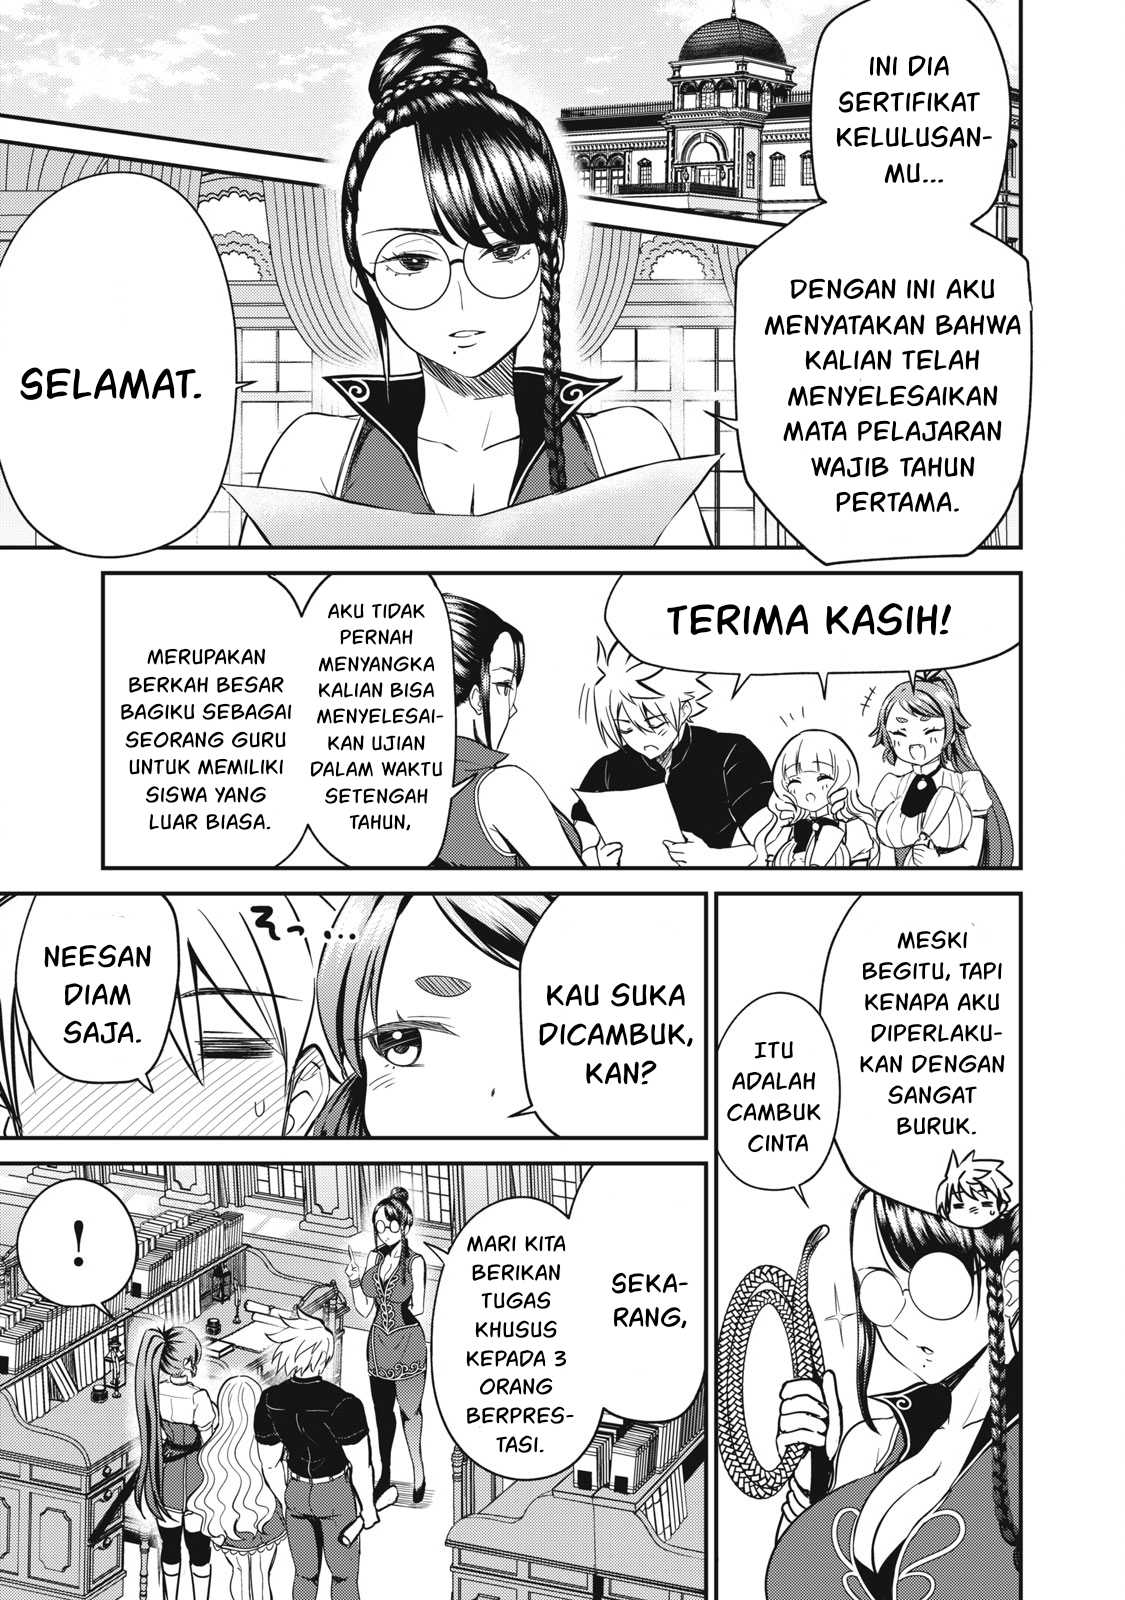 INI DIA
SERTIFIKAT
KELULUSAN-
MU...
DENGAN INI AKU
MENYATAKAN BAHWA
KALIAN TELAH
MENYELESAIKAN
MATA PELAJARAN
WAJIB TAHUN
PERTAMA.
SELAMAT.
TERIMA KASIH!
AKU TIDAK
PERNAH
MENYANGKA
KALIAN BISA
MENYELESAI-
KAN UJIAN
DALAM WAKTU
SETENGAH
TAHUN,
MERUPAKAN
BERKAH BESAR
BAGIKU SEBAGAI
SEORANG GURU
UNTUK MEMILIKI
SISWA YANG
LUAR BIASA.
MESKI
BEGITU, TAPI
KENAPA AKU
DIPERLAKU-
KAN DENGAN
SANGAT
BURUK.
ITU
ADALAH
CAMBUK
CINTA
KAU SUKA
DICAMBUK,
KAN?
そっ…
NEESAN
DIAM
SAJA.
SEKA-
RANG,
MARI KITA
BERIKAN
TUGAS
KHUSUS
KEPADA 3
ORANG
BERPRES-
TASI.
!